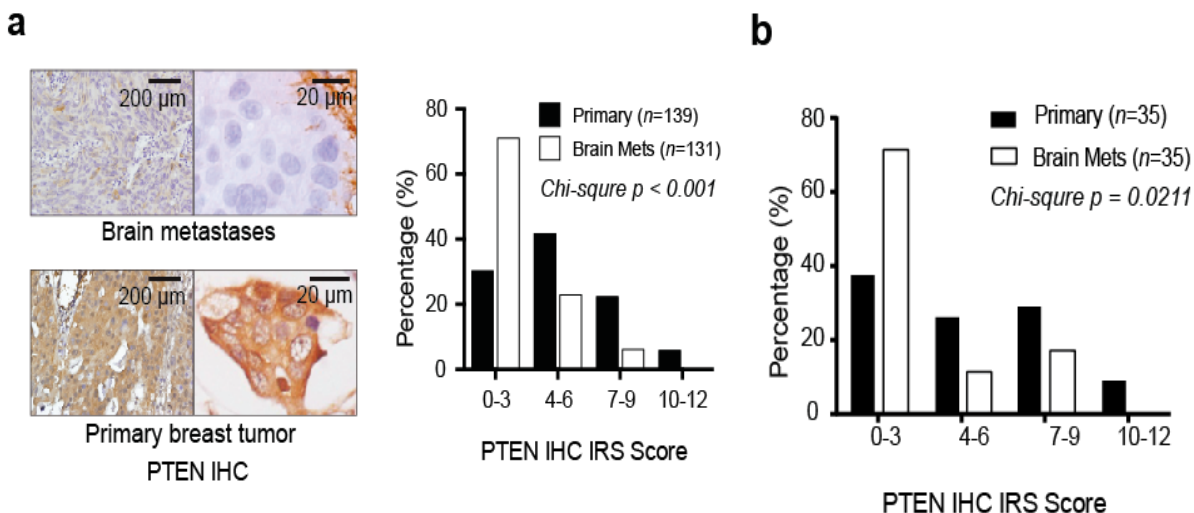 a
200 µm
20 µm
Brain metastases
200 µm
20 µm
Primary breast tumor
PTEN IHC
Percentage (%)
80
60
40
20
0
Primary (n=139)
Brain Mets (n=131)
Chi-squre p < 0.001
0-3 4-6 7-9 10-12
PTEN IHC IRS Score
b
Percentage (%)
80
60
40
20
0
Primary (n=35)
Brain Mets (n=35)
Chi-squre p = 0.0211
0-3 4-6 7-9 10-12
PTEN IHC IRS Score